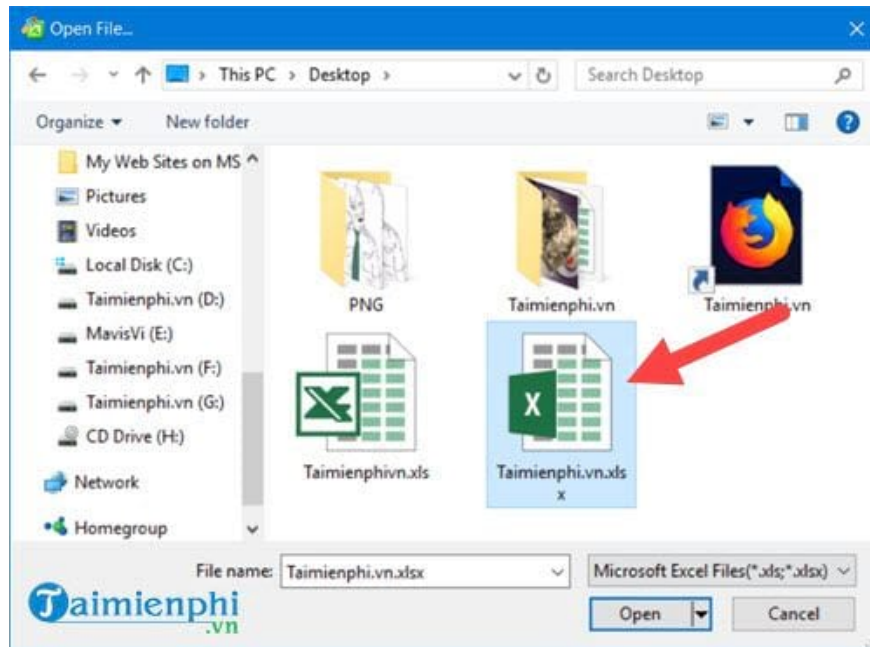 Open File...
This PC > Desktop >
Search Desktop
Organize
New folder
My Web Sites on MS
Pictures
Videos
Local Disk (C:)
Taimienphi.vn (D:)
MavisVi (E:)
Taimienphi.vn (F:)
Taimienphi.vn (G:)
CD Drive (H:)
Network
Homegroup
PNG
Taimienphi.vn
Taimienphi.vn
Taimienphivn.xls
Taimienphi.vn.xls
x
File name:
Taimienphi.vn.xlsx
Microsoft Excel Files(*.xls;*.xlsx)
Open
Cancel
Taimienphi
.vn